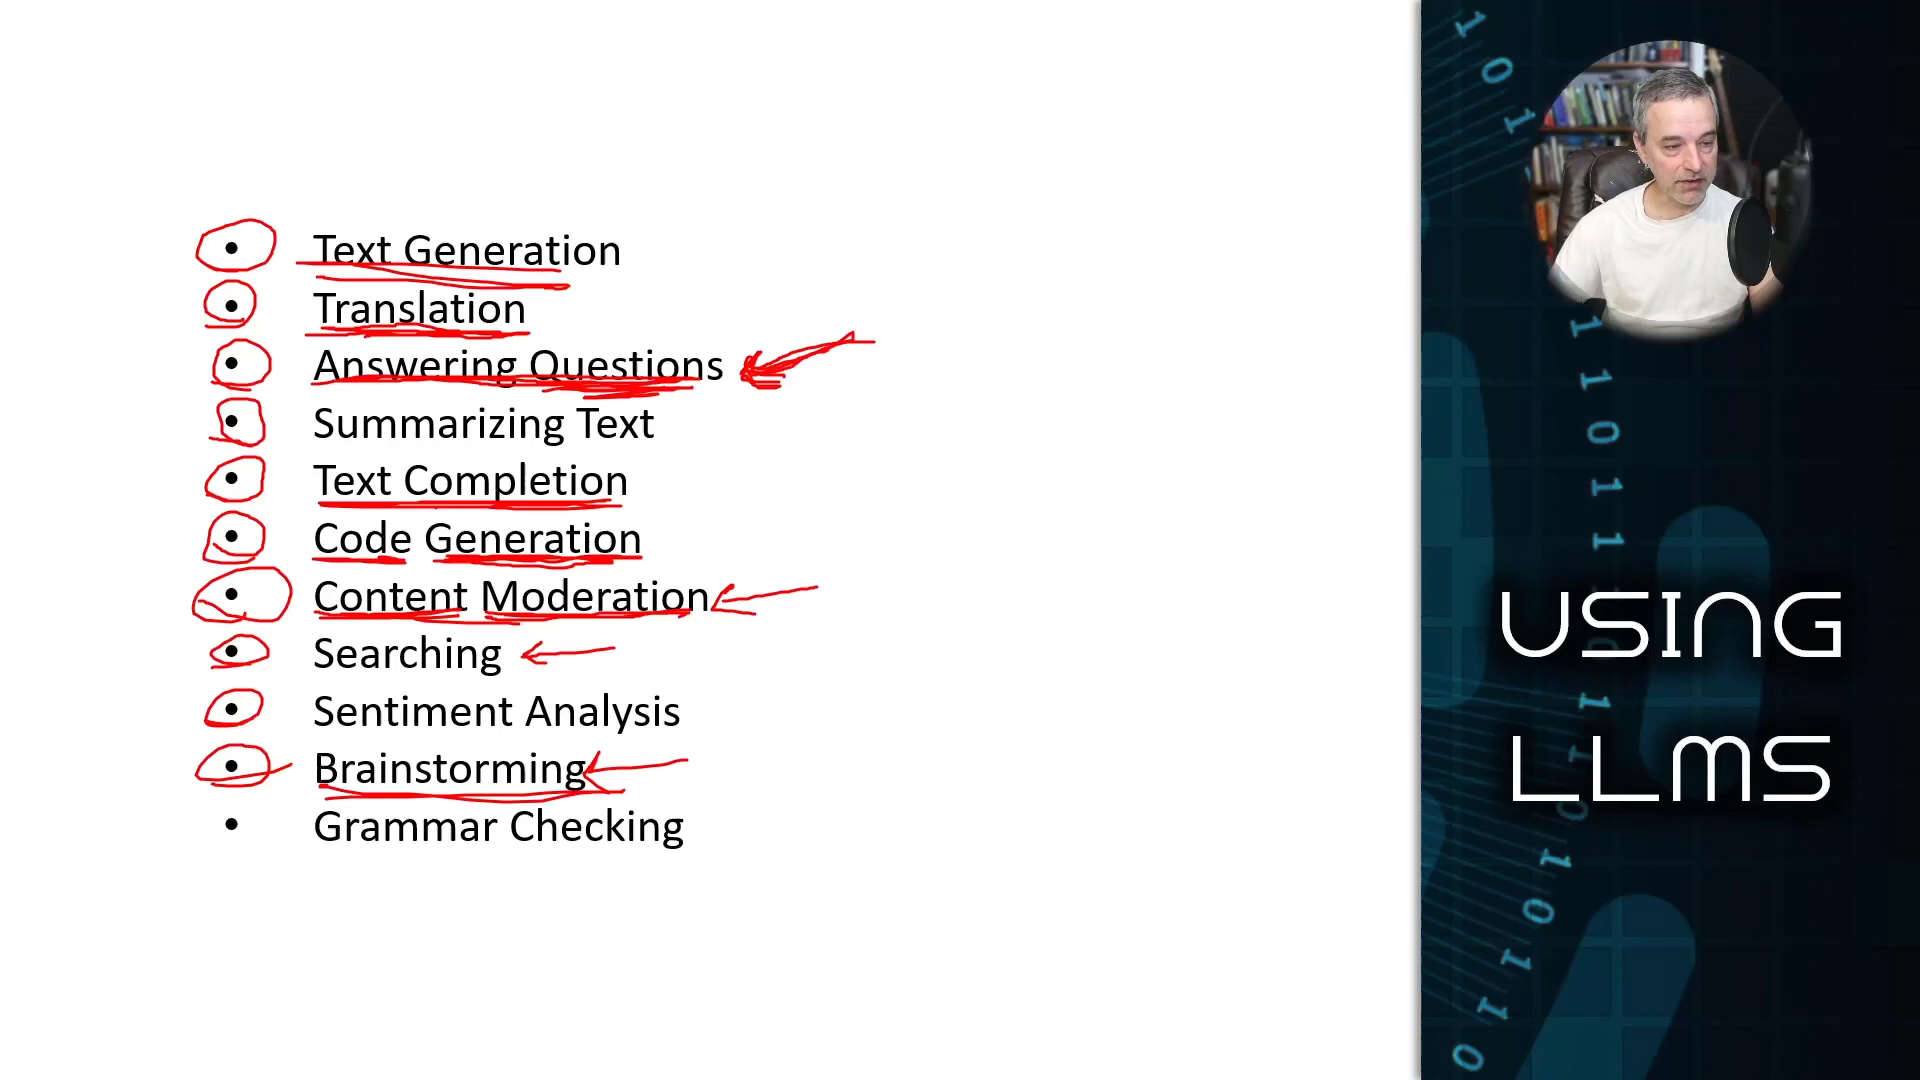 • Text Generation
• Translation
• Answering Questions
• Summarizing Text
• Text Completion
• Code Generation
• Content Moderation
• Searching
• Sentiment Analysis
• Brainstorming
• Grammar Checking
USING
LLMS